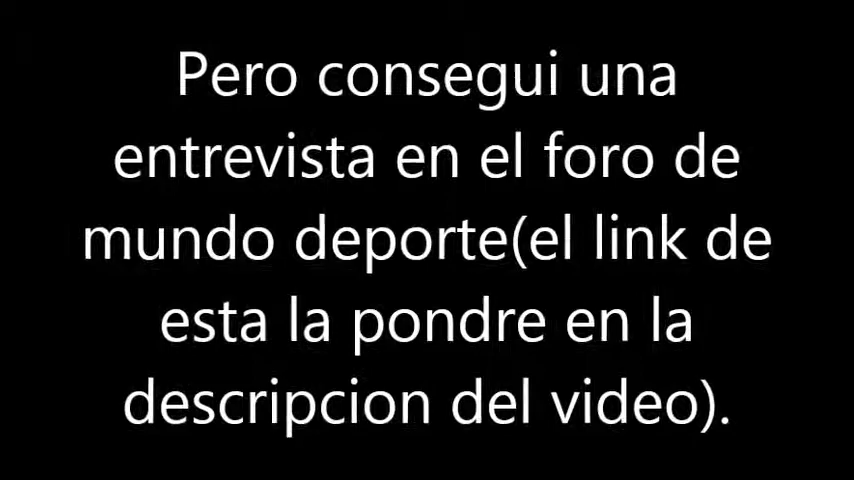 Pero consegui una
entrevista en el foro de
mundo deporte(el link de
esta la pondre en la
descripcion del video).